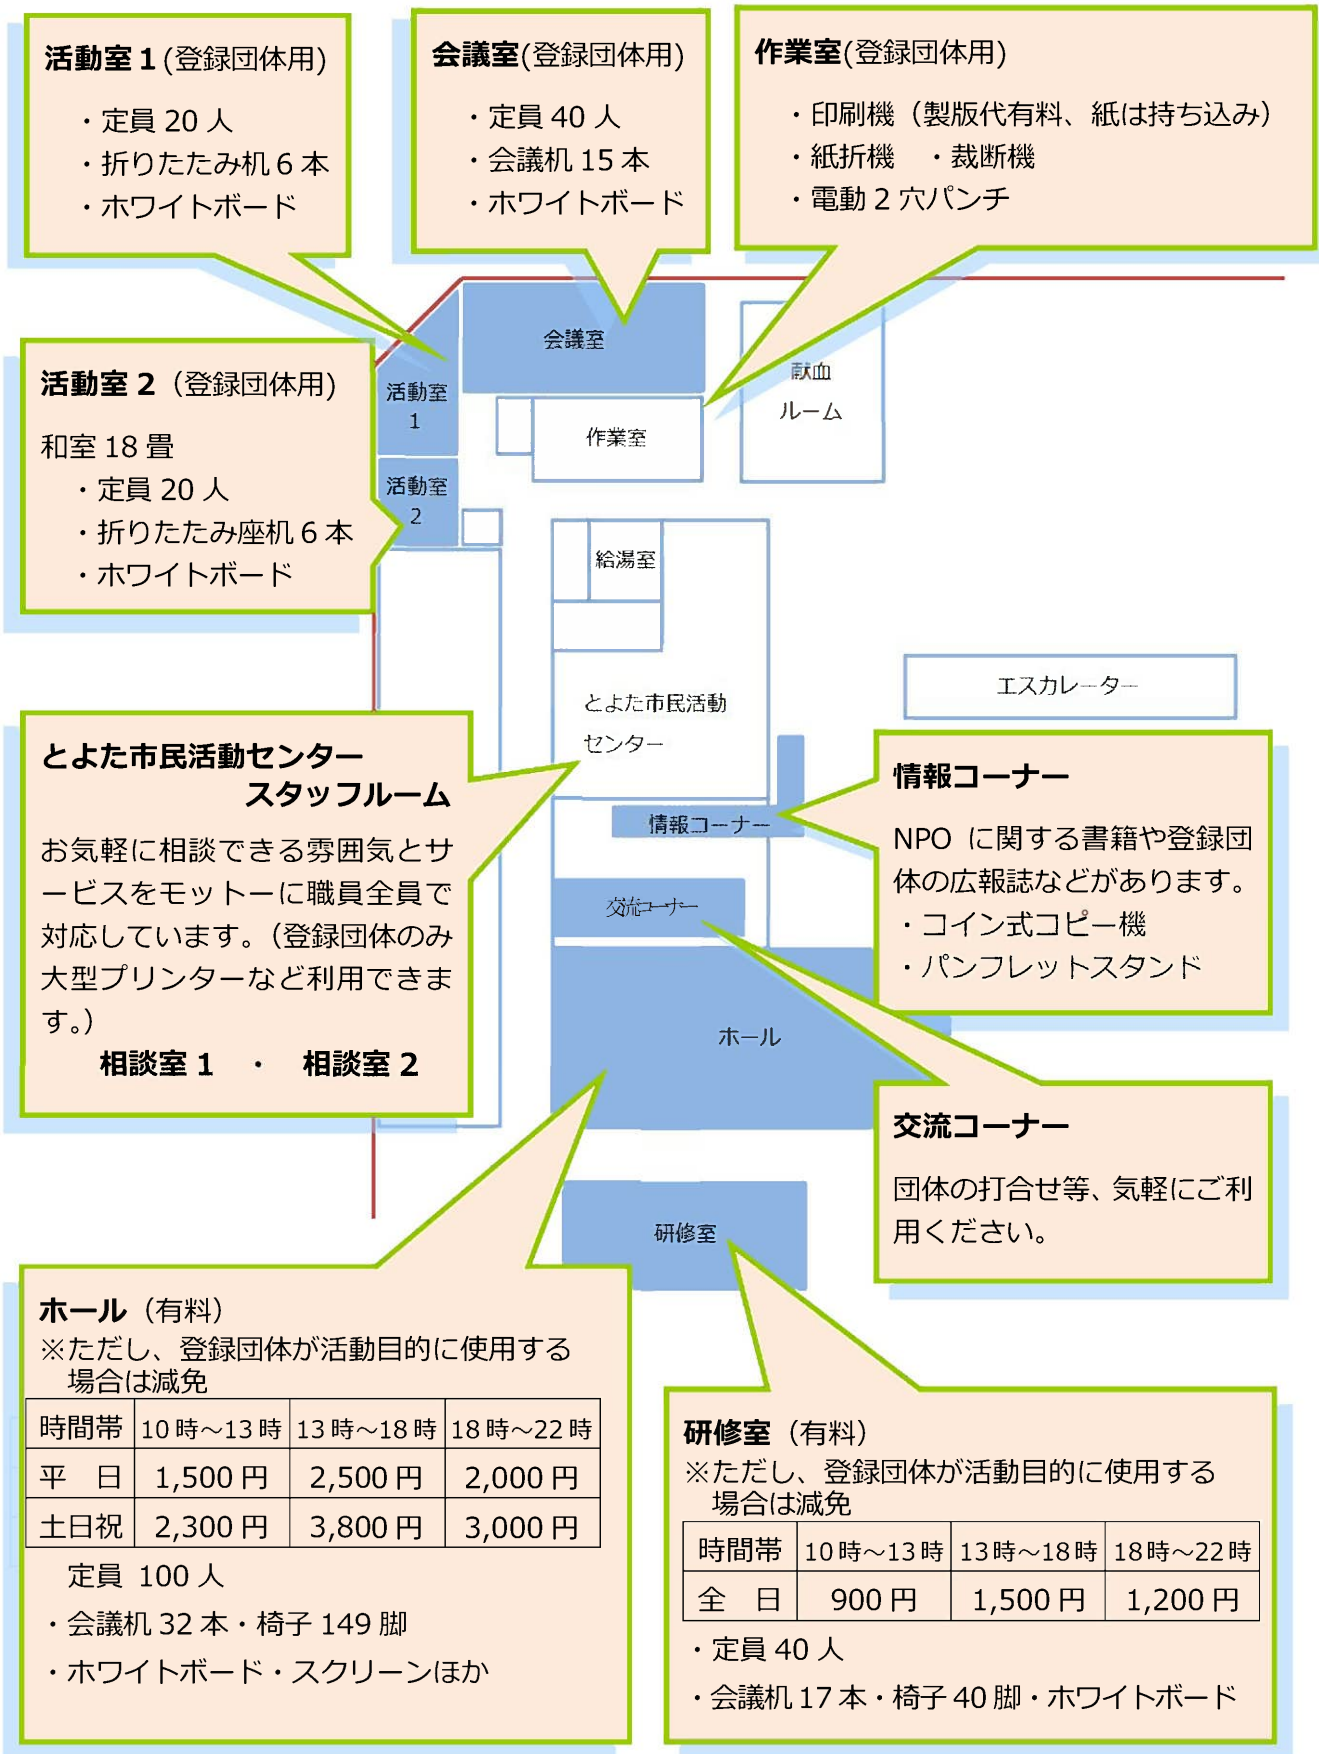 活動室1(登録団体用)
・定員 20 人
・折りたたみ机 6 本
・ホワイトボード
会議室(登録団体用)
・定員 40 人
・会議机 15 本
・ホワイトボード
作業室(登録団体用)
・印刷機（製版代有料、紙は持ち込み）
・紙折機　・裁断機
・電動 2 穴パンチ
活動室 2（登録団体用)
和室 18 畳
・定員 20 人
・折りたたみ座机 6 本
・ホワイトボード
会議室
活動室
1
作業室
献血
ルーム
活動室
2
給湯室
とよた市民活動
センター
エスカレーター
情報コーナー
交流コーナー
ホール
研修室
とよた市民活動センター
スタッフルーム
お気軽に相談できる雰囲気とサ
ービスをモットーに職員全員で
対応しています。（登録団体のみ
大型プリンターなど利用できま
す。）
相談室 1　・　相談室 2
情報コーナー
NPO に関する書籍や登録団
体の広報誌などがあります。
・コイン式コピー機
・パンフレットスタンド
交流コーナー
団体の打合せ等、気軽にご利
用ください。
ホール（有料）
※ただし、登録団体が活動目的に使用する
場合は減免
時間帯 10 時～13 時 13 時～18 時 18 時～22 時
平　日 1,500 円 2,500 円 2,000 円
土日祝 2,300 円 3,800 円 3,000 円
定員 100 人
・会議机 32 本・椅子 149 脚
・ホワイトボード・スクリーンほか
研修室（有料）
※ただし、登録団体が活動目的に使用する
場合は減免
時間帯 10 時～13 時 13 時～18 時 18 時～22 時
全　日 900 円 1,500 円 1,200 円
・定員 40 人
・会議机 17 本・椅子 40 脚・ホワイトボード